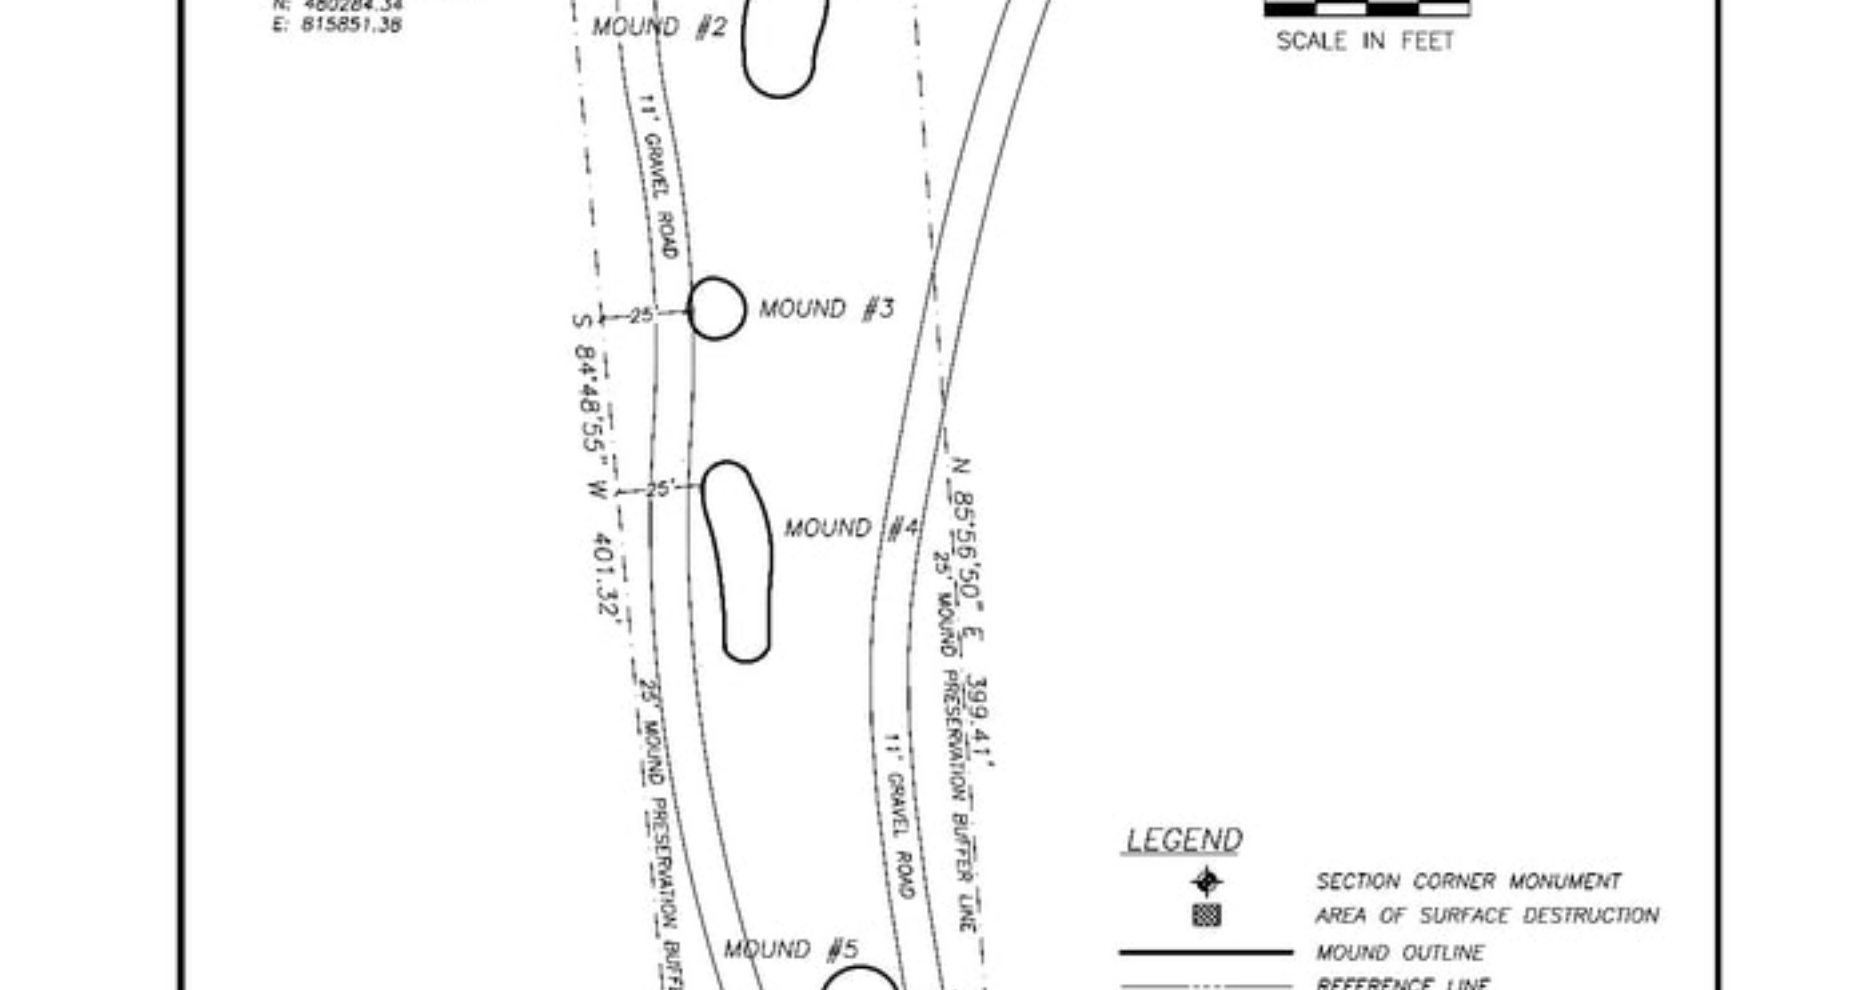 N: 480284.34
E: 815851.38
MOUND #2
SCALE IN FEET
11' GRAVEL ROAD
MOUND #3
25'
S 84°48'55" W 401.32'
25'
MOUND #4
N 85°56'50" E 399.41'
25' MOUND PRESERVATION BUFFER LINE
25' MOUND PRESERVATION BUFFE
11' GRAVEL ROAD
MOUND #5
LEGEND
SECTION CORNER MONUMENT
AREA OF SURFACE DESTRUCTION
MOUND OUTLINE
REFERENCE LINE